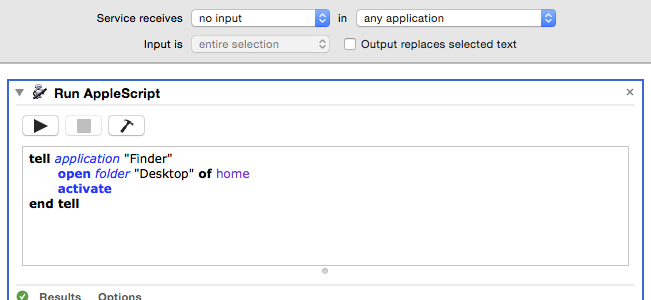 Service receives no input in any application
Input is entire selection Output replaces selected text
Run AppleScript
tell application "Finder"
open folder "Desktop" of home
activate
end tell
Results Options